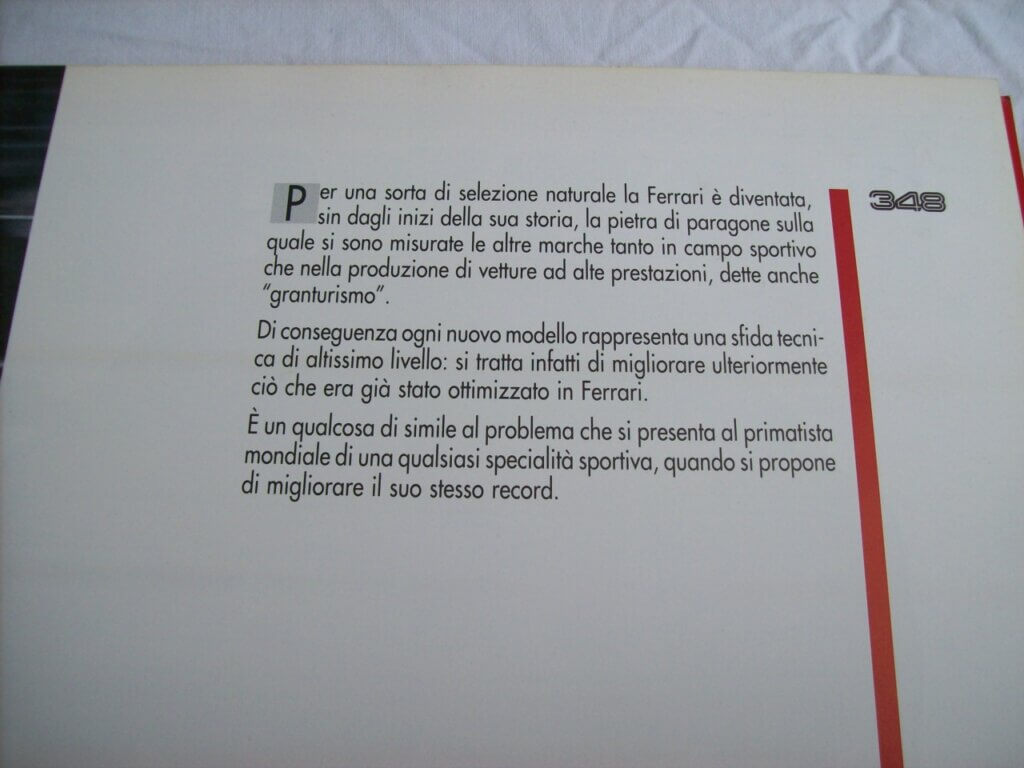 Per una sorta di selezione naturale la Ferrari è diventata,
sin dagli inizi della sua storia, la pietra di paragone sulla
quale si sono misurate le altre marche tanto in campo sportivo
che nella produzione di vetture ad alte prestazioni, dette anche
"granturismo".
Di conseguenza ogni nuovo modello rappresenta una sfida tecni-
ca di altissimo livello: si tratta infatti di migliorare ulteriormente
ciò che era già stato ottimizzato in Ferrari.
È un qualcosa di simile al problema che si presenta al primatista
mondiale di una qualsiasi specialità sportiva, quando si propone
di migliorare il suo stesso record.
348